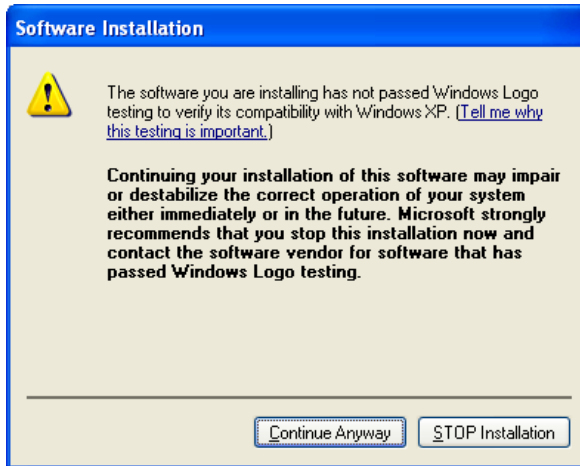 Software Installation
The software you are installing has not passed Windows Logo
testing to verify its compatibility with Windows XP. (Tell me why
this testing is important.)
Continuing your installation of this software may impair
or destabilize the correct operation of your system
either immediately or in the future. Microsoft strongly
recommends that you stop this installation now and
contact the software vendor for software that has
passed Windows Logo testing.
Continue Anyway
STOP Installation